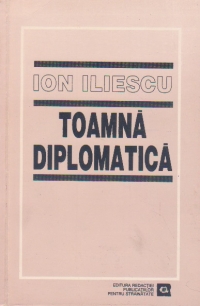 ION ILIESCU
TOAMNĂ
DIPLOMATICĂ
EDITURA REDACȚIEI
PUBLICAȚIILOR
PENTRU STRĂINĂTATE